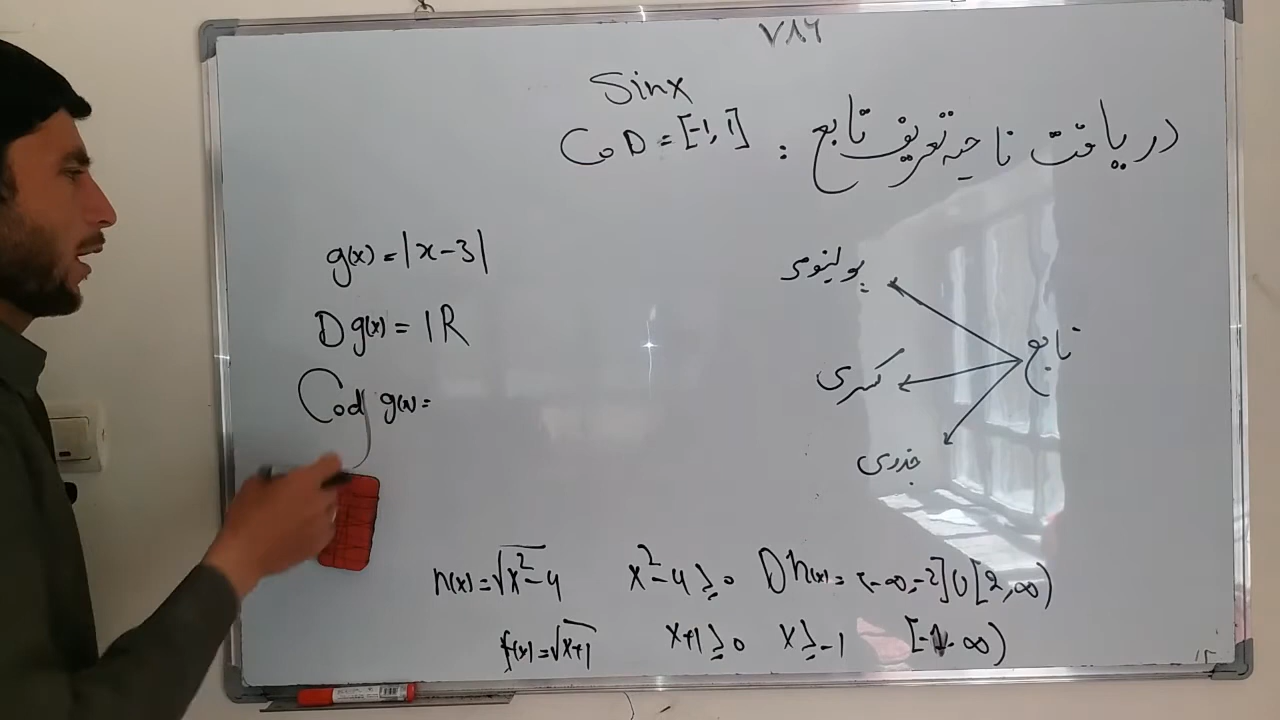 ۷۸۶
Sinx
CoD = [-1, 1]
دریافت ناحیه تعریف تابع :
g(x) = |x-3|
D g(x) = IR
Cod g(x) =
تابع
پولینومی
کسری
جذری
h(x) = √x²-4 x²-4 ≥ 0 Dh(x) = (-∞,-2]∪[2,∞)
f(x) = √x+1 x+1 ≥ 0 x ≥ -1 [-1, ∞)